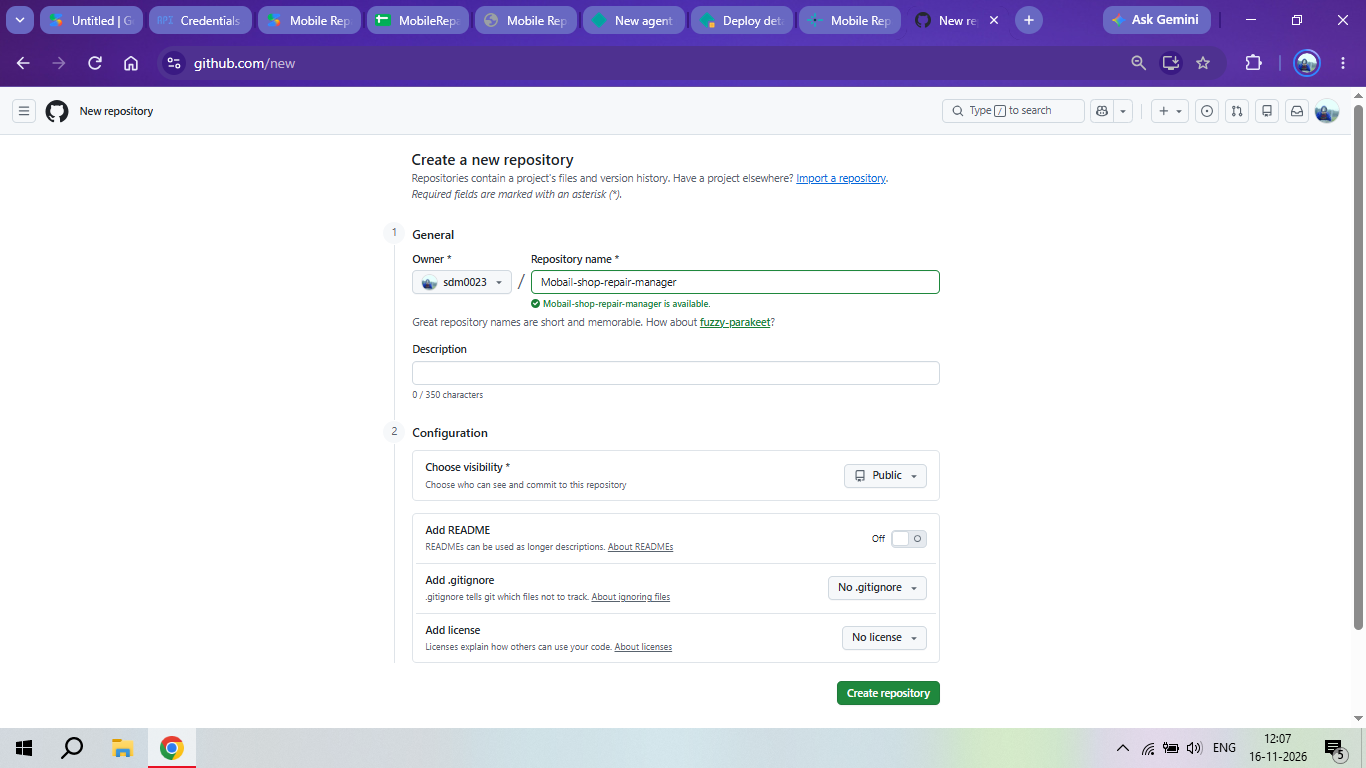 Untitled | G
API Credentials
Mobile Rep
MobileRepa
Mobile Rep
New agent
Deploy det
Mobile Rep
New re
Ask Gemini
github.com/new
New repository
Type / to search
Create a new repository
Repositories contain a project's files and version history. Have a project elsewhere? Import a repository.
Required fields are marked with an asterisk (*).
1 General
Owner * Repository name *
sdm0023 / Mobail-shop-repair-manager
Mobail-shop-repair-manager is available.
Great repository names are short and memorable. How about fuzzy-parakeet?
Description
0 / 350 characters
2 Configuration
Choose visibility *
Choose who can see and commit to this repository
Public
Add README
READMEs can be used as longer descriptions. About READMEs
Off
Add .gitignore
.gitignore tells git which files not to track. About ignoring files
No .gitignore
Add license
Licenses explain how others can use your code. About licenses
No license
Create repository
ENG
12:07
16-11-2026
5